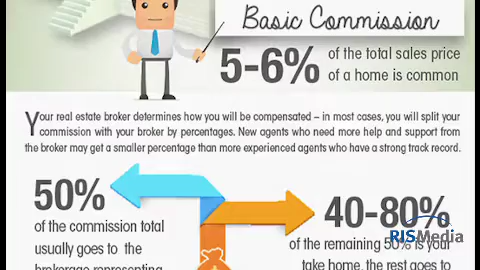 Basic Commission
5-6%
of the total sales price
of a home is common
Your real estate broker determines how you will be compensated – in most cases, you will split your
commission with your broker by percentages. New agents who need more help and support from
the broker may get a smaller percentage than more experienced agents who have a strong track record.
50%
of the commission total
usually goes to the
brokerage representing
40-80%
of the remaining 50% is your
take home, the rest goes to
RISMedia